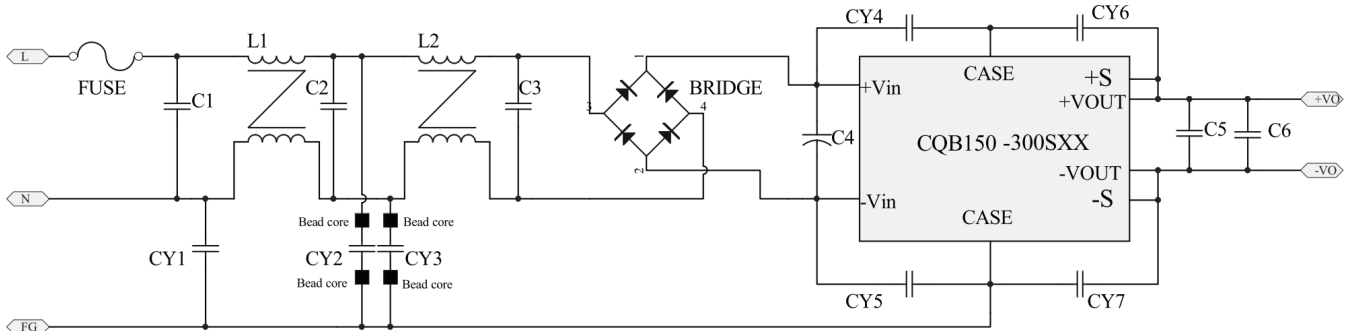 CY4
CY6
L
FUSE
L1
L2
C1
C2
C3
1
BRIDGE
3
4
2
CASE
+Vin
+S
+VOUT
C4
CQB150 -300SXX
C5
C6
+VO
-VOUT
-VO
N
-Vin
-S
CASE
Bead core
Bead core
CY1
CY2
CY3
Bead core
Bead core
CY5
CY7
FG